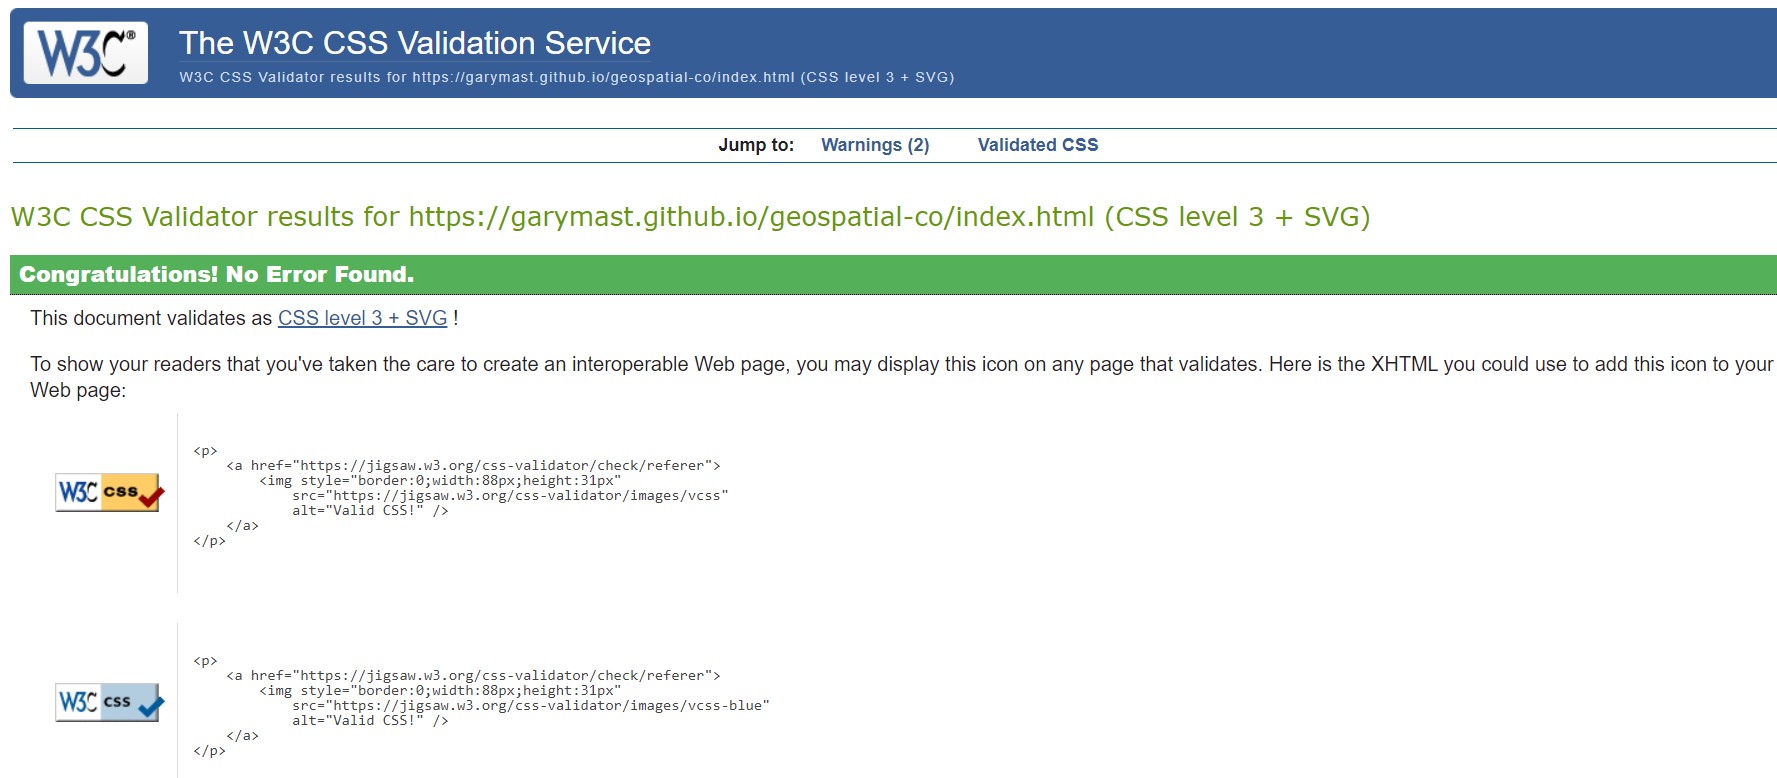 W3C®
The W3C CSS Validation Service
W3C CSS Validator results for https://garymast.github.io/geospatial-co/index.html (CSS level 3 + SVG)
Jump to: Warnings (2) Validated CSS
W3C CSS Validator results for https://garymast.github.io/geospatial-co/index.html (CSS level 3 + SVG)
Congratulations! No Error Found.
This document validates as CSS level 3 + SVG !
To show your readers that you've taken the care to create an interoperable Web page, you may display this icon on any page that validates. Here is the XHTML you could use to add this icon to your
Web page:
W3C css
<p>
<a href="https://jigsaw.w3.org/css-validator/check/referer">
<img style="border:0;width:88px;height:31px"
src="https://jigsaw.w3.org/css-validator/images/vcss"
alt="Valid CSS!" />
</a>
</p>
W3C css
<p>
<a href="https://jigsaw.w3.org/css-validator/check/referer">
<img style="border:0;width:88px;height:31px"
src="https://jigsaw.w3.org/css-validator/images/vcss-blue"
alt="Valid CSS!" />
</a>
</p>